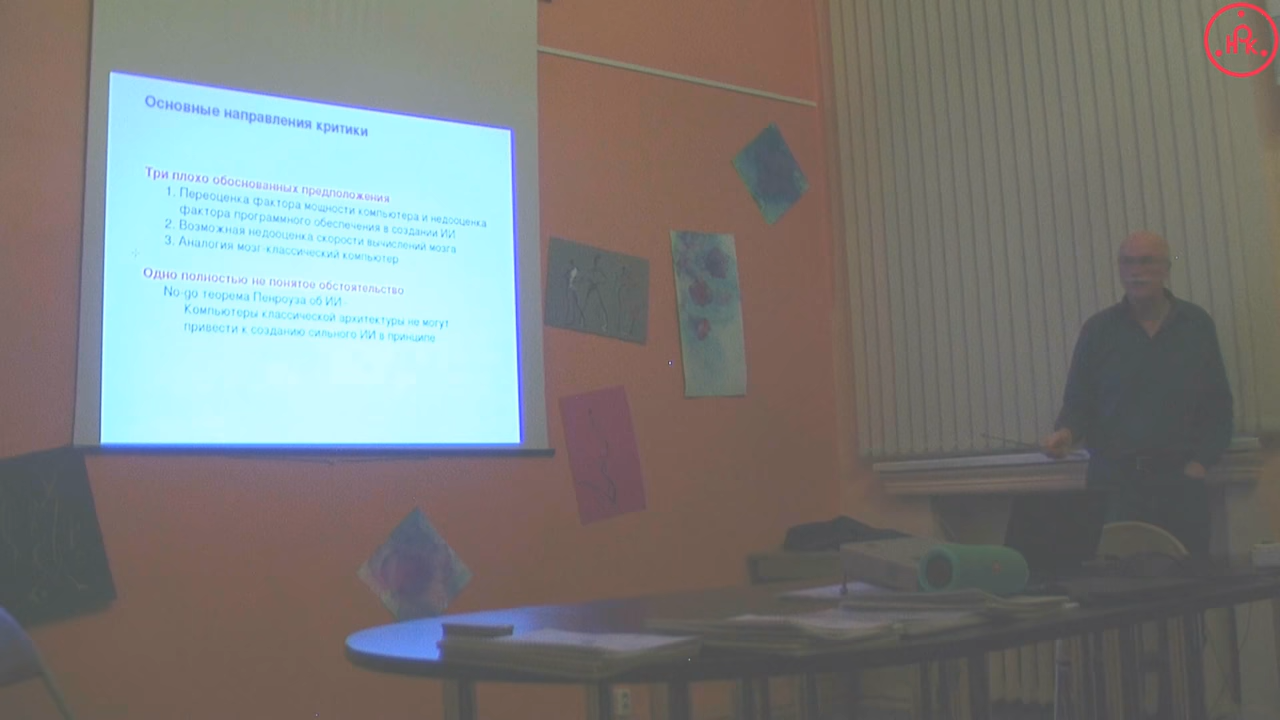 Основные направления критики
Три плохо обоснованных предположения
1. Переоценка фактора мощности компьютера и недооценка
фактора программного обеспечения в создании ИИ
2. Возможная недооценка скорости вычислений мозга
3. Аналогия мозг-классический компьютер
Одно полностью не понятое обстоятельство
No-go теорема Пенроуза об ИИ -
Компьютеры классической архитектуры не могут
привести к созданию сильного ИИ в принципе